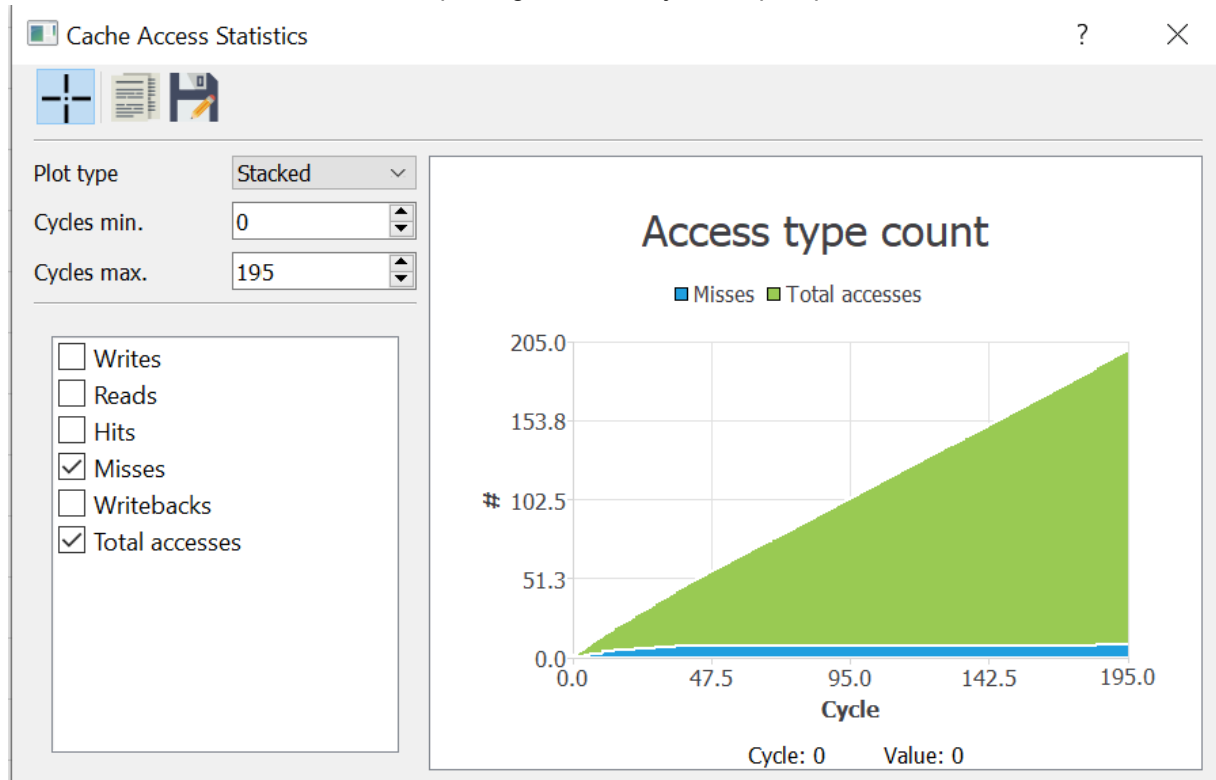 Cache Access Statistics ?
Plot type Stacked
Cycles min. 0
Cycles max. 195
Writes
Reads
Hits
Misses
Writebacks
Total accesses
Access type count
Misses Total accesses
205.0
153.8
# 102.5
51.3
0.0
0.0 47.5 95.0 142.5 195.0
Cycle
Cycle: 0 Value: 0